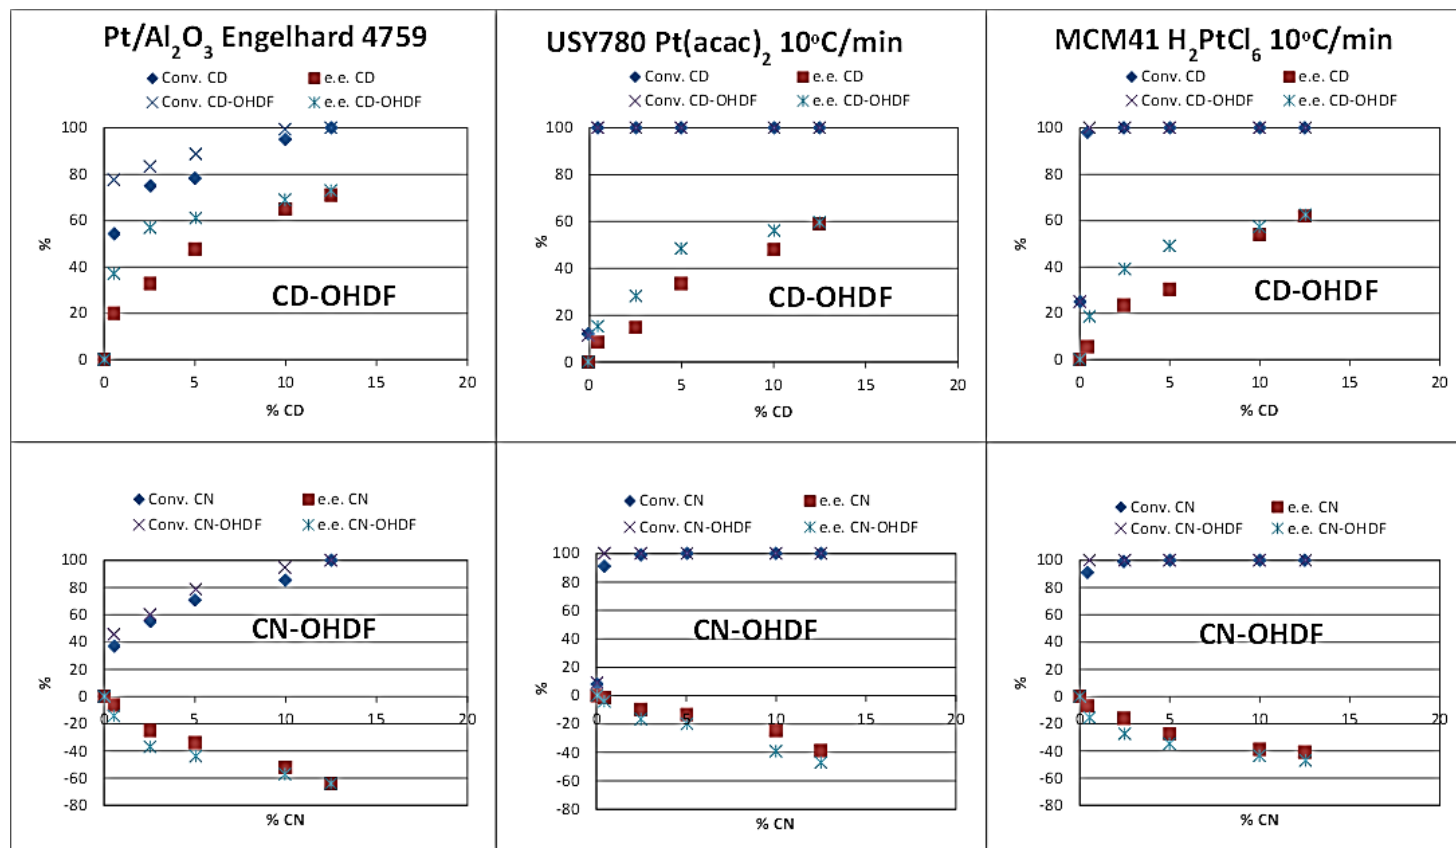 Pt/Al2O3 Engelhard 4759
Conv. CD e.e. CD
Conv. CD-OHDF e.e. CD-OHDF
100
80
60
40
20
0
%
CD-OHDF
0 5 10 15 20
% CD
USY780 Pt(acac)2 10ºC/min
Conv. CD e.e. CD
Conv. CD-OHDF e.e. CD-OHDF
100
80
60
40
20
0
%
CD-OHDF
0 5 10 15 20
% CD
MCM41 H2PtCl6 10ºC/min
Conv. CD e.e. CD
Conv. CD-OHDF e.e. CD-OHDF
100
80
60
40
20
0
%
CD-OHDF
0 5 10 15 20
% CD
Conv. CN e.e. CN
Conv. CN-OHDF e.e. CN-OHDF
100
80
60
40
20
0
-20
-40
-60
-80
%
CN-OHDF
0 5 10 15 20
% CN
Conv. CN e.e. CN
Conv. CN-OHDF e.e. CN-OHDF
100
80
60
40
20
0
-20
-40
-60
-80
%
CN-OHDF
0 5 10 15 20
% CN
Conv. CN e.e. CN
Conv. CN-OHDF e.e. CN-OHDF
100
80
60
40
20
0
-20
-40
-60
-80
%
CN-OHDF
0 5 10 15 20
% CN